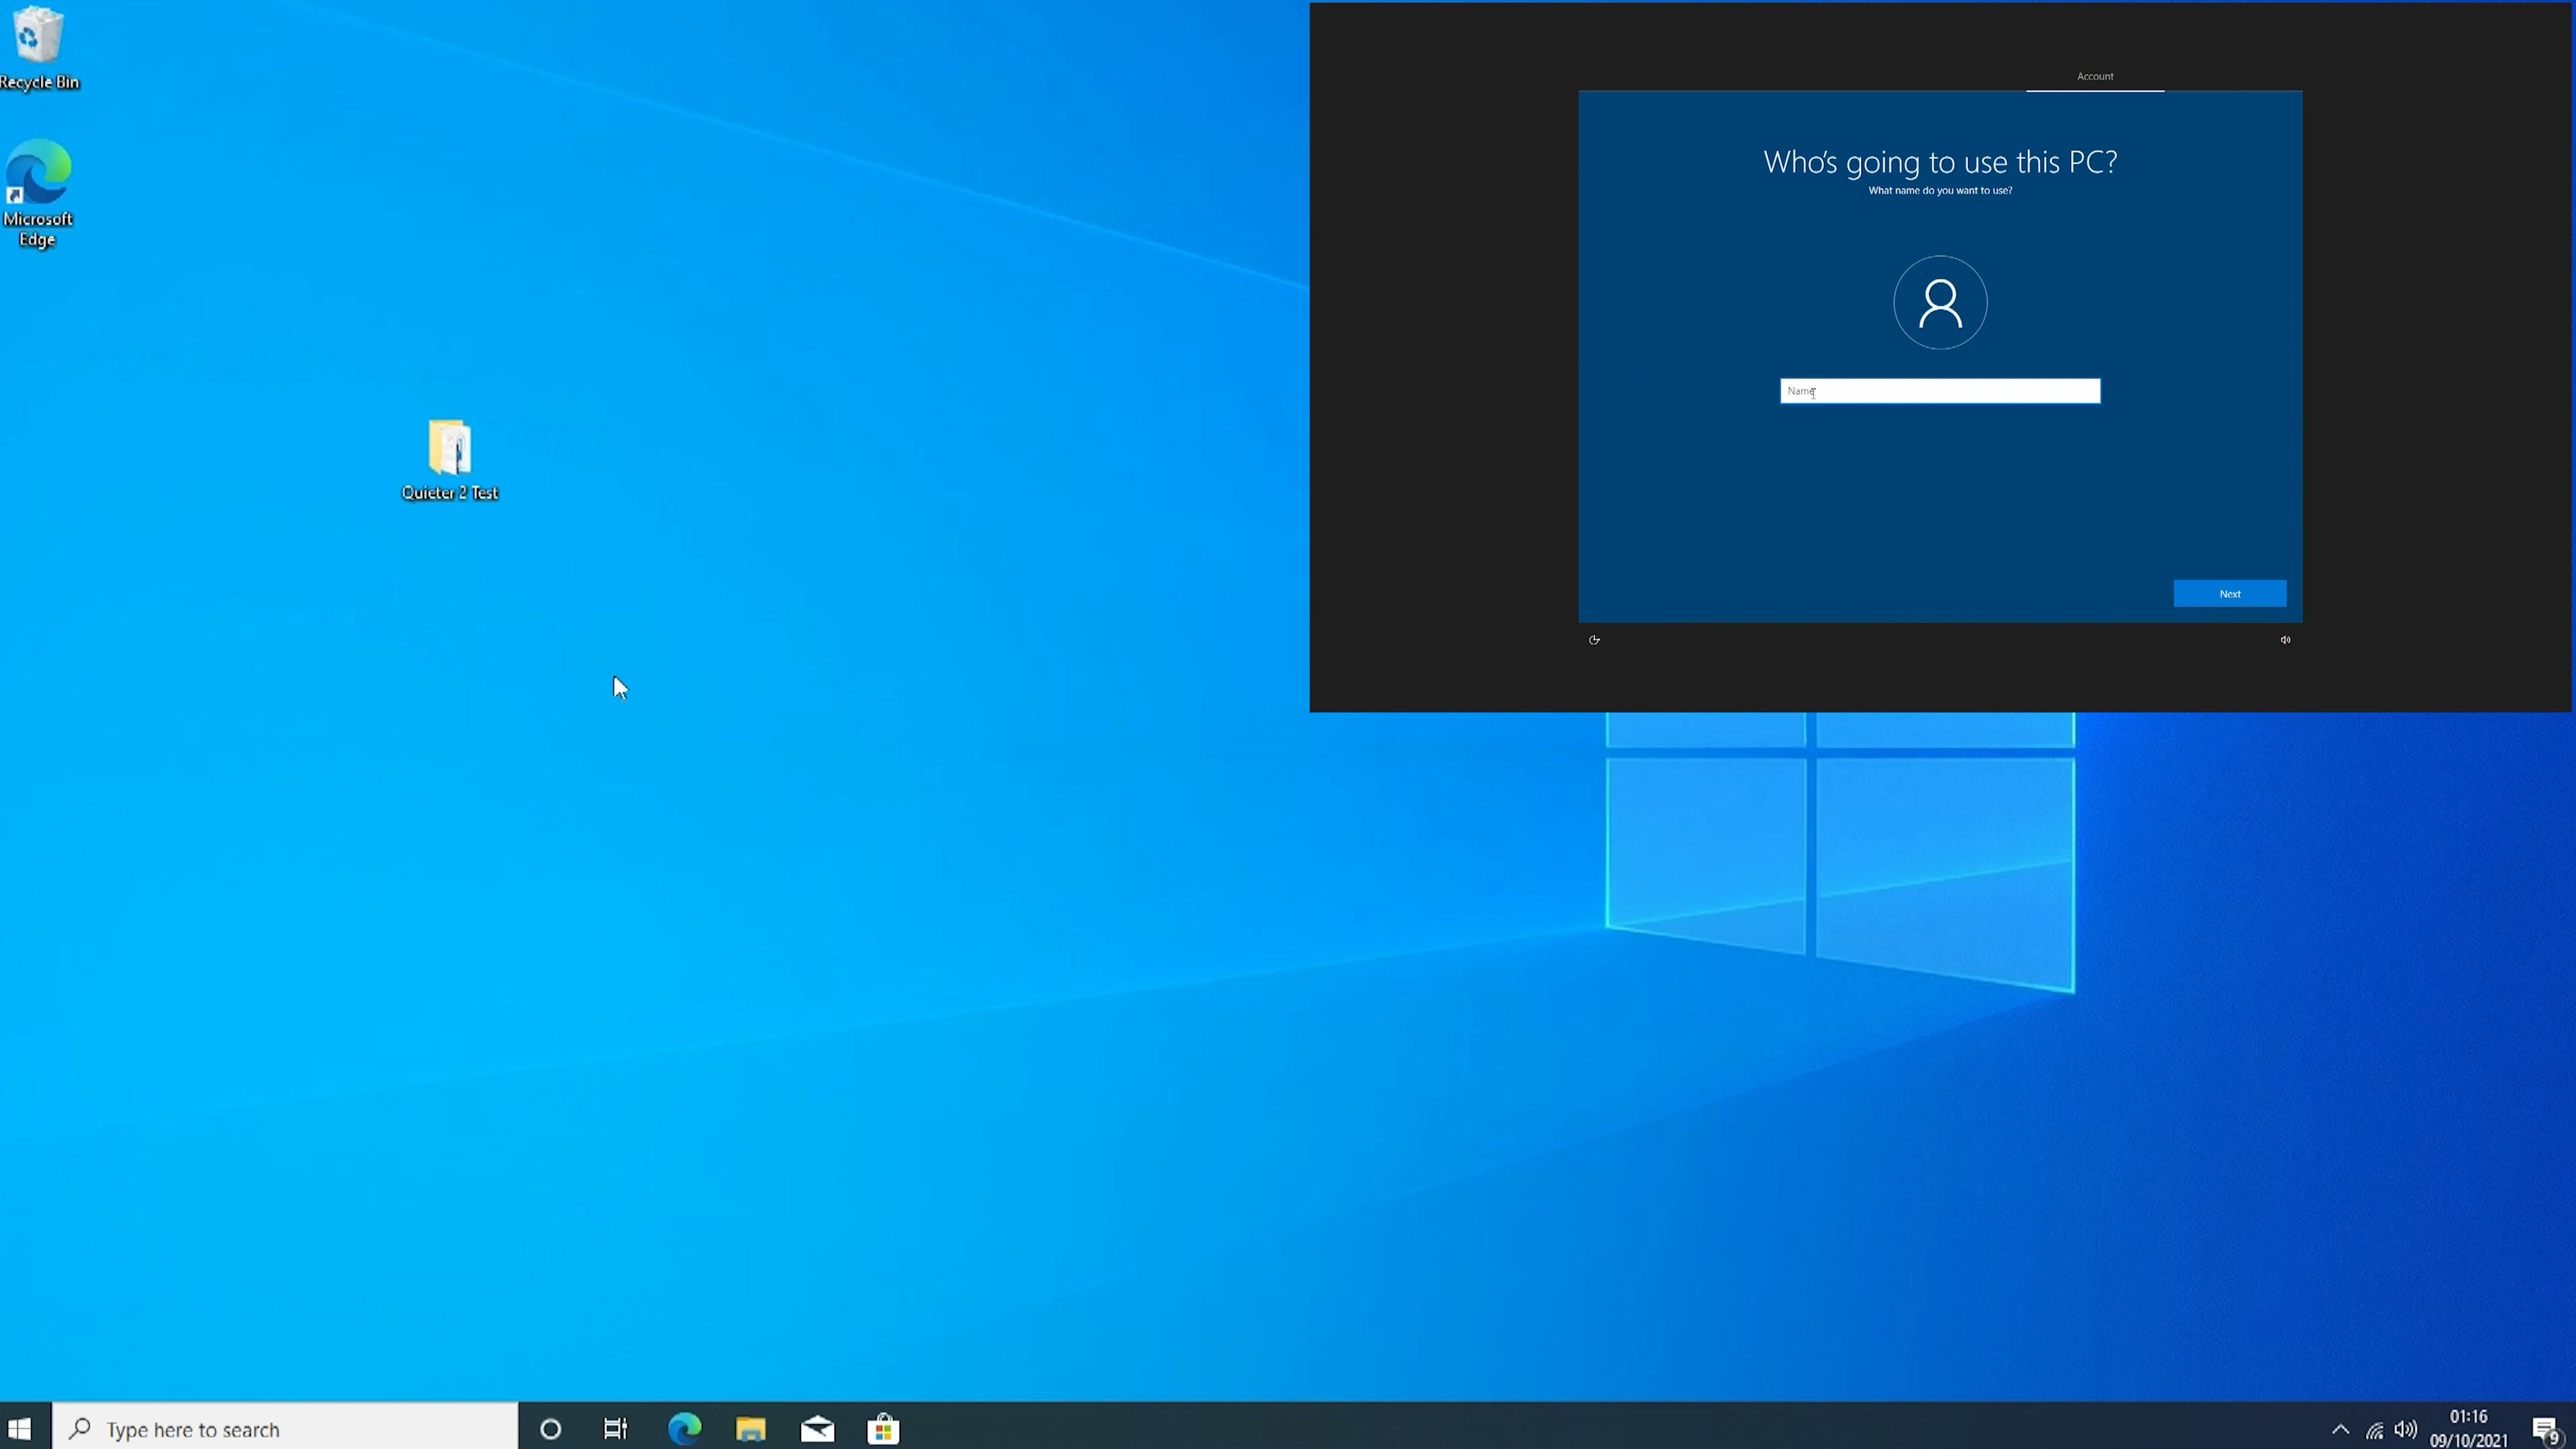 Recycle Bin
Microsoft
Edge
Quieter 2 Test
Account
Who's going to use this PC?
What name do you want to use?
Name
Next
Type here to search
01:16
09/10/2021
9